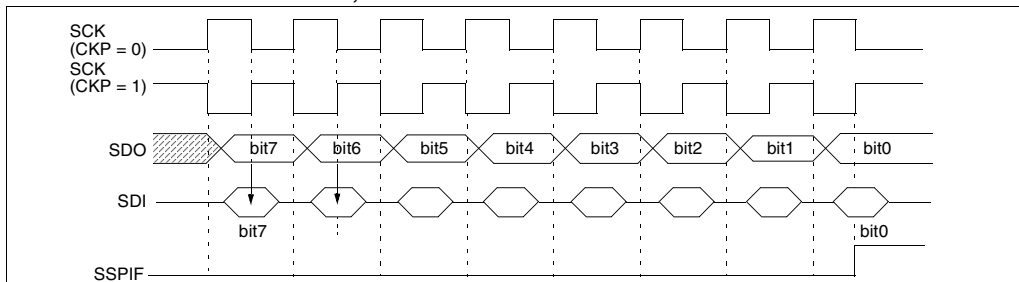 SCK
(CKP = 0)
SCK
(CKP = 1)
SDO bit7 bit6 bit5 bit4 bit3 bit2 bit1 bit0
SDI
bit7 bit0
SSPIF